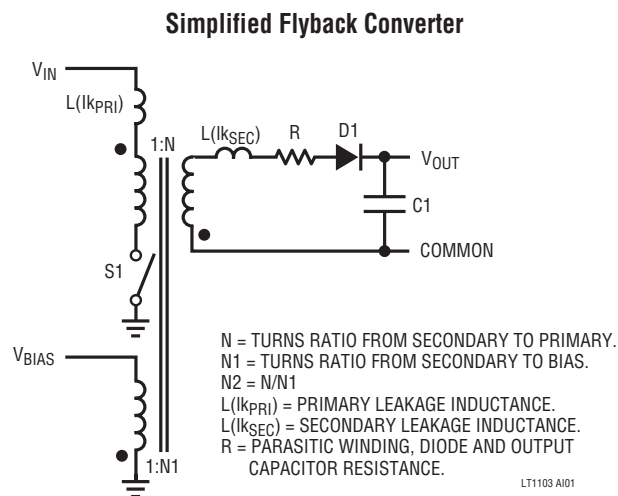 Simplified Flyback Converter
VIN
L(lkPRI)
1:N
L(lkSEC)
R
D1
VOUT
C1
S1
COMMON
VBIAS
1:N1
N = TURNS RATIO FROM SECONDARY TO PRIMARY.
N1 = TURNS RATIO FROM SECONDARY TO BIAS.
N2 = N/N1
L(lkPRI) = PRIMARY LEAKAGE INDUCTANCE.
L(lkSEC) = SECONDARY LEAKAGE INDUCTANCE.
R = PARASITIC WINDING, DIODE AND OUTPUT
CAPACITOR RESISTANCE.
LT1103 AI01